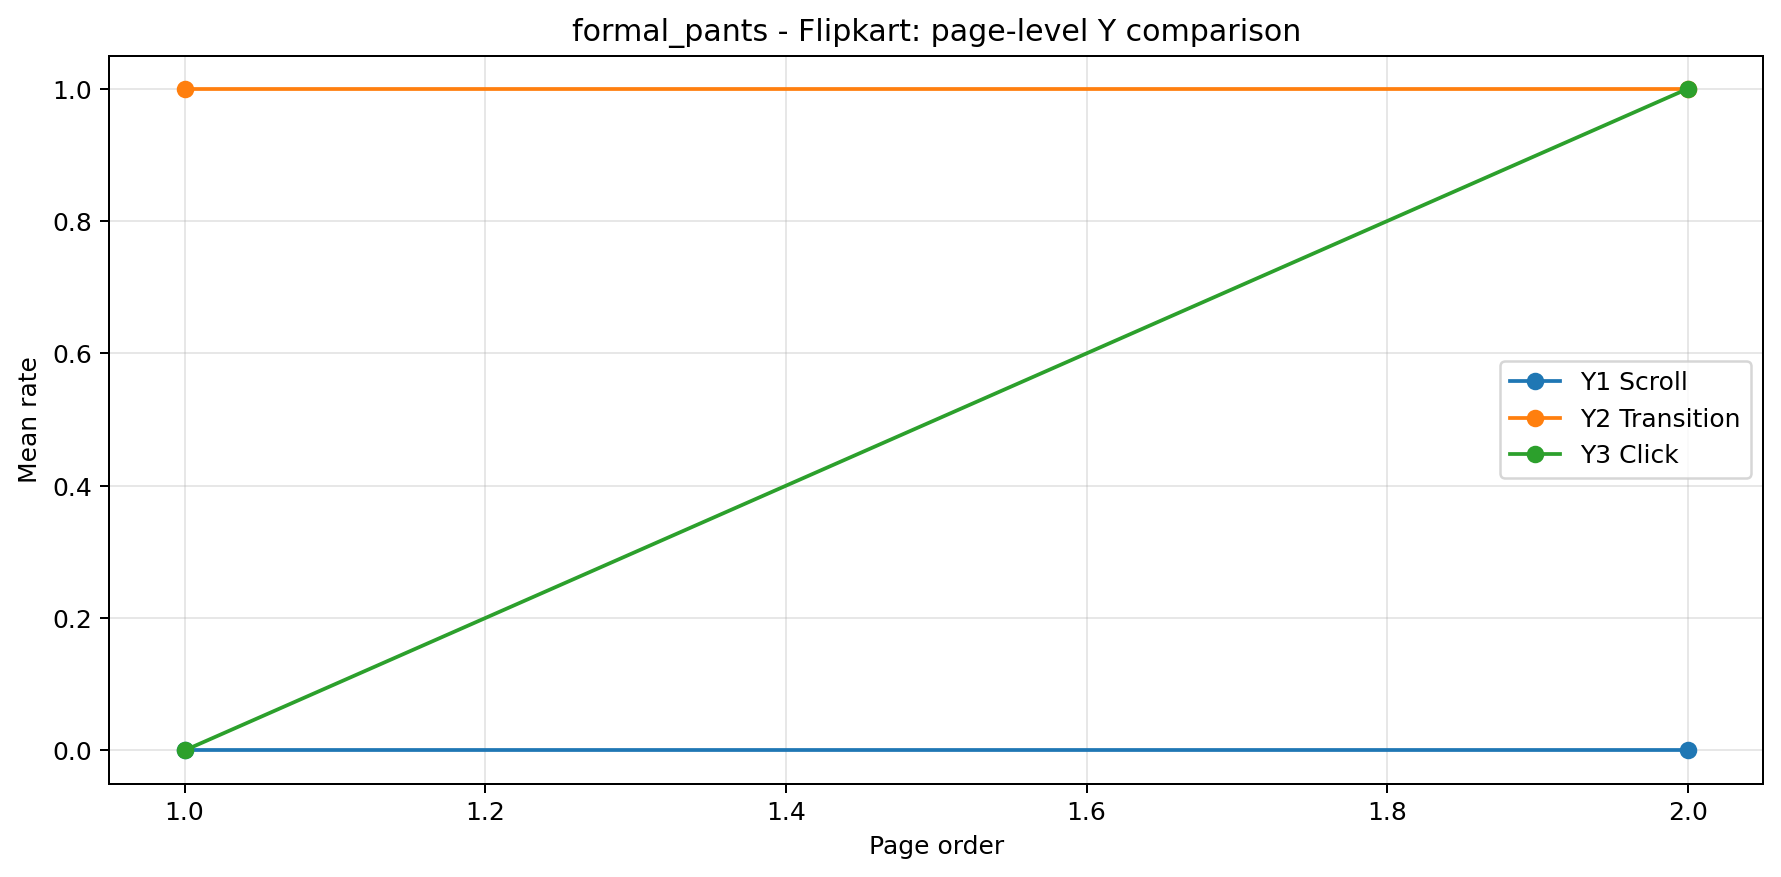 formal_pants - Flipkart: page-level Y comparison
1.0
0.8
0.6
0.4
0.2
0.0
Mean rate
Y1 Scroll
Y2 Transition
Y3 Click
1.0 1.2 1.4 1.6 1.8 2.0
Page order